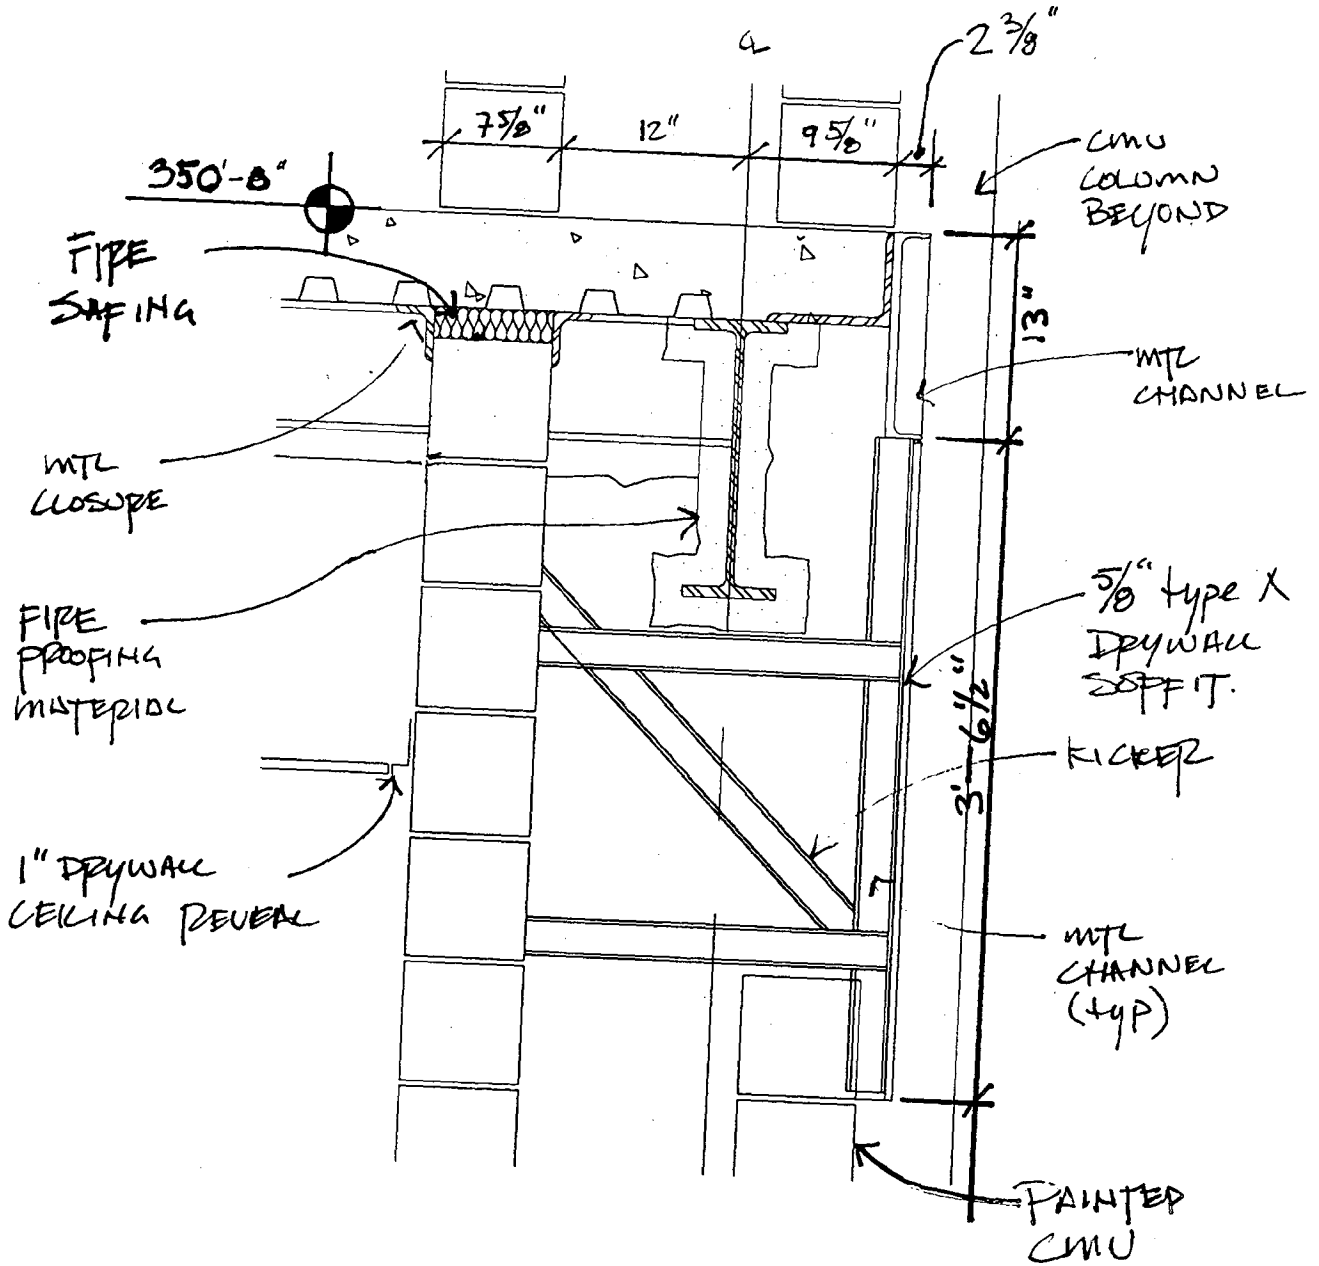 ℄
2 3/8"
7 5/8"
12"
9 5/8"
350'-8"
CMU
COLUMN
BEYOND
FIRE
SAFING
13"
MTL
CHANNEL
MTL
CLOSURE
5/8" type X
DRYWALL
SOFFIT.
FIRE
PROOFING
MATERIAL
3'-6 1/2"
KICKER
1" DRYWALL
CEILING REVEAL
MTL
CHANNEL
(typ)
PAINTED
CMU